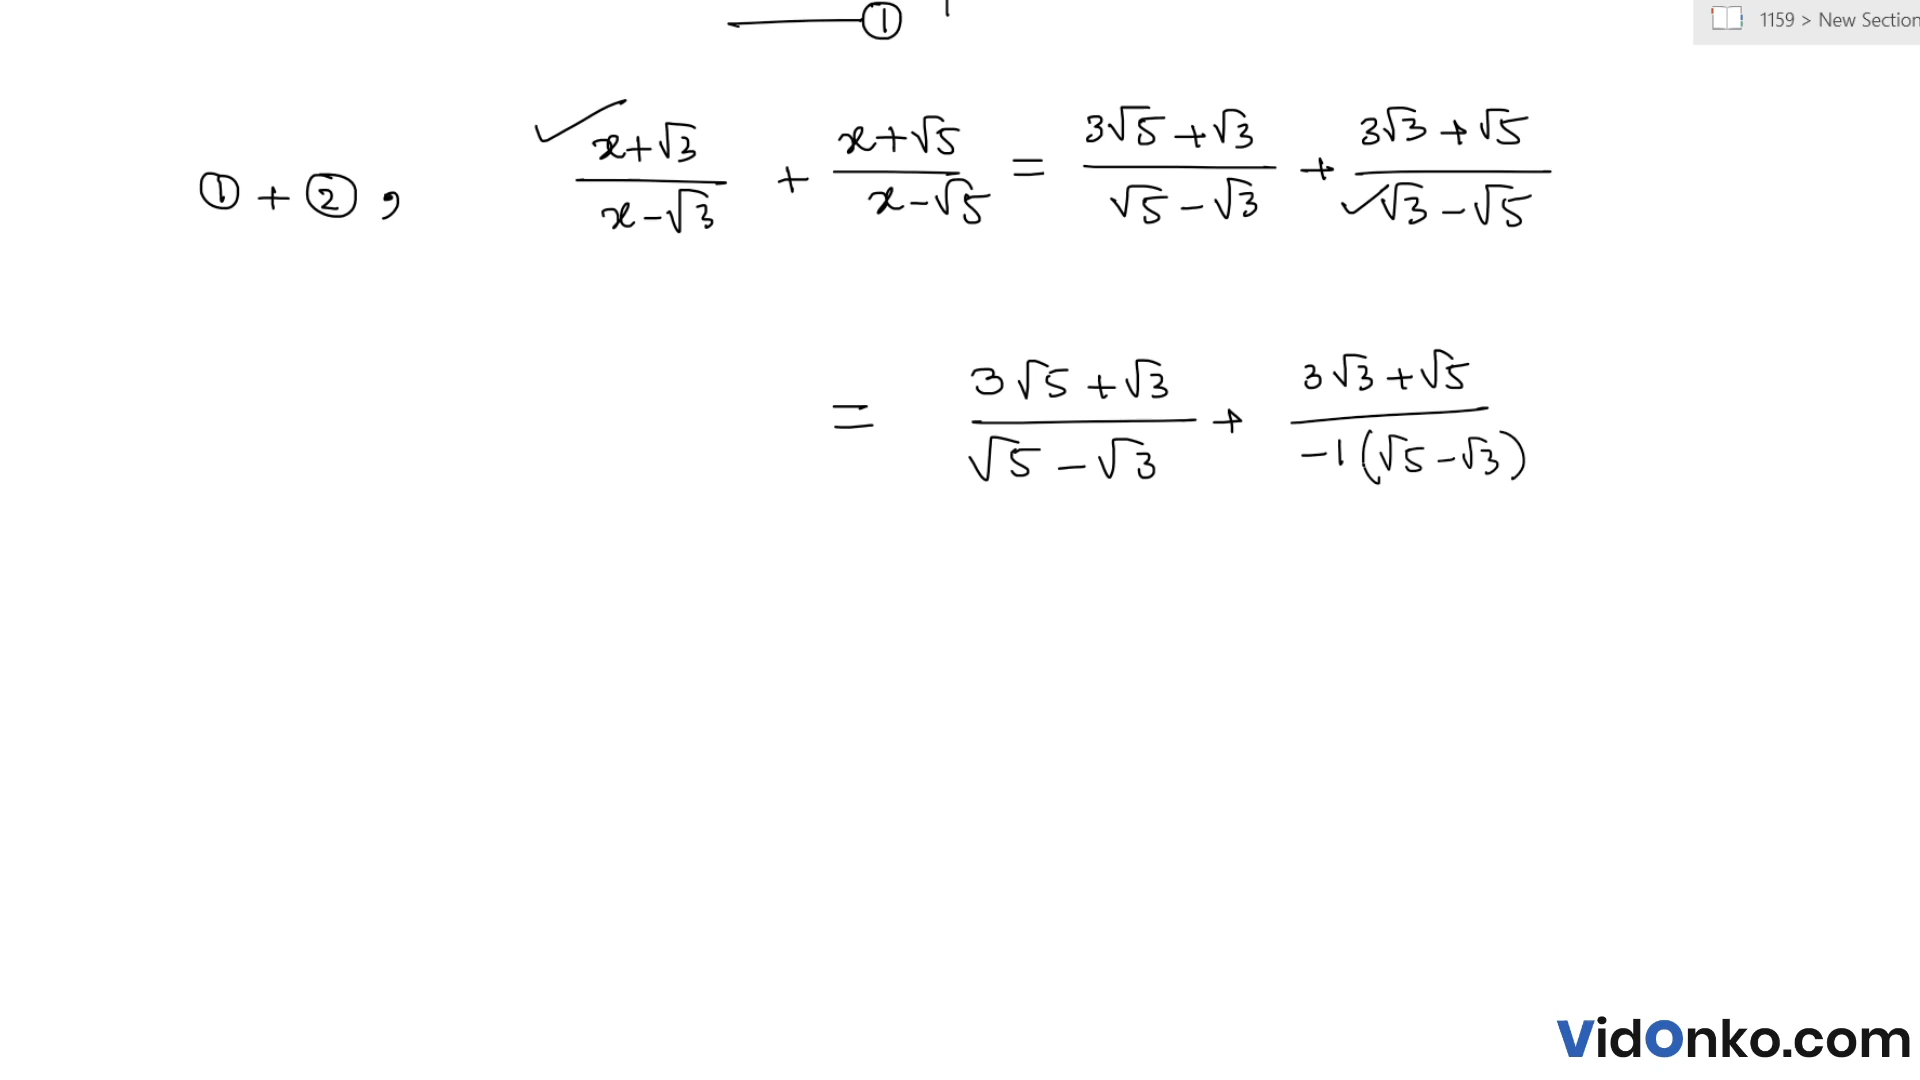 ①
1159 > New Section
① + ② , (x+√3)/(x-√3) + (x+√5)/(x-√5) = (3√5+√3)/(√5-√3) + (3√3+√5)/(√3-√5)
= (3√5+√3)/(√5-√3) + (3√3+√5)/(-1(√5-√3))
VidOnko.com